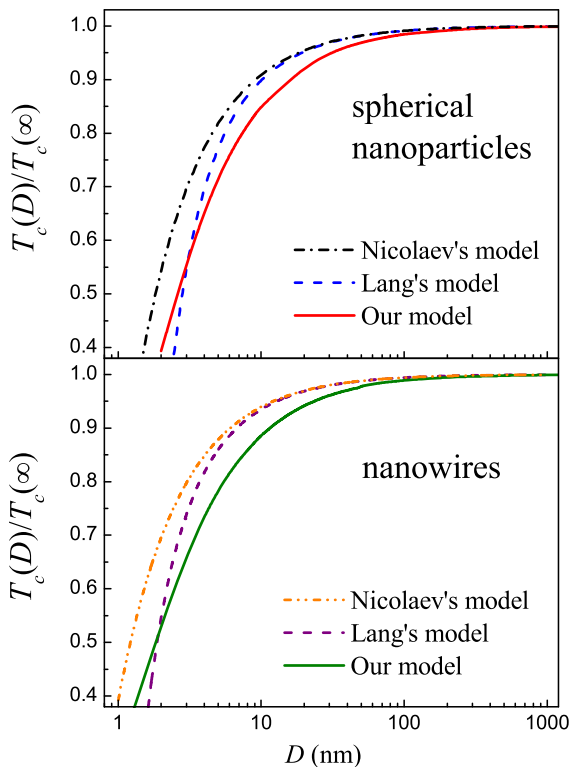 1.0
0.9
0.8
0.7
0.6
0.5
0.4
T_c(D)/T_c(∞)
spherical
nanoparticles
Nicolaev's model
Lang's model
Our model
1.0
0.9
0.8
0.7
0.6
0.5
0.4
T_c(D)/T_c(∞)
nanowires
Nicolaev's model
Lang's model
Our model
1 10 100 1000
D (nm)